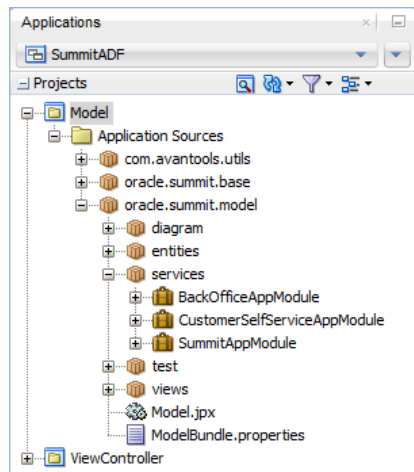 Applications
SummitADF
Projects
Model
Application Sources
com.avantools.utils
oracle.summit.base
oracle.summit.model
diagram
entities
services
BackOfficeAppModule
CustomerSelfServiceAppModule
SummitAppModule
test
views
Model.jpx
ModelBundle.properties
ViewController